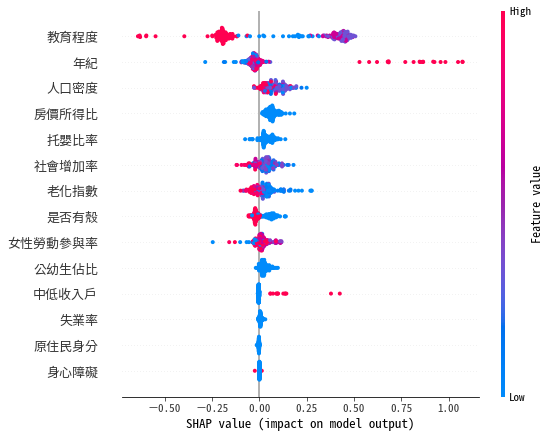 High
教育程度
年紀
人口密度
房價所得比
托嬰比率
社會增加率
老化指數
是否有殼
女性勞動參與率
公幼生佔比
中低收入戶
失業率
原住民身分
身心障礙
Feature value
Low
−0.50 −0.25 0.00 0.25 0.50 0.75 1.00
SHAP value (impact on model output)